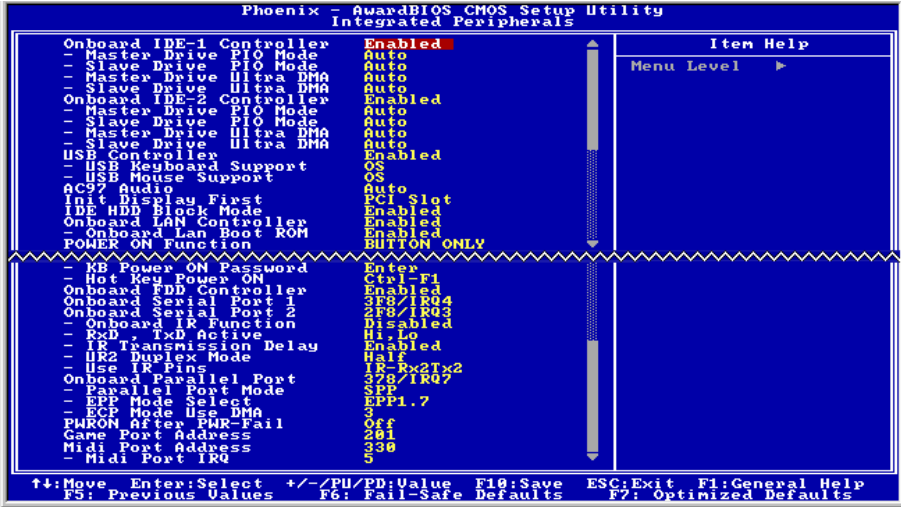 Phoenix - AwardBIOS CMOS Setup Utility
Integrated Peripherals
Onboard IDE-1 Controller Enabled Item Help
- Master Drive PIO Mode Auto
- Slave Drive PIO Mode Auto Menu Level ►
- Master Drive Ultra DMA Auto
- Slave Drive Ultra DMA Auto
Onboard IDE-2 Controller Enabled
- Master Drive PIO Mode Auto
- Slave Drive PIO Mode Auto
- Master Drive Ultra DMA Auto
- Slave Drive Ultra DMA Auto
USB Controller Enabled
- USB Keyboard Support OS
- USB Mouse Support OS
AC97 Audio Auto
Init Display First PCI Slot
IDE HDD Block Mode Enabled
Onboard LAN Controller Enabled
- Onboard Lan Boot ROM Enabled
POWER ON Function BUTTON ONLY
- KB Power ON Password Enter
- Hot Key Power ON Ctrl-F1
Onboard FDD Controller Enabled
Onboard Serial Port 1 3F8/IRQ4
Onboard Serial Port 2 2F8/IRQ3
- Onboard IR Function Disabled
- RxD , TxD Active Hi,Lo
- IR Transmission Delay Enabled
- UR2 Duplex Mode Half
- Use IR Pins IR-Rx2Tx2
Onboard Parallel Port 378/IRQ7
- Parallel Port Mode SPP
- EPP Mode Select EPP1.7
- ECP Mode Use DMA 3
PWRON After PWR-Fail Off
Game Port Address 201
Midi Port Address 330
- Midi Port IRQ 5
↑↓:Move Enter:Select +/-/PU/PD:Value F10:Save ESC:Exit F1:General Help
F5: Previous Values F6: Fail-Safe Defaults F7: Optimized Defaults